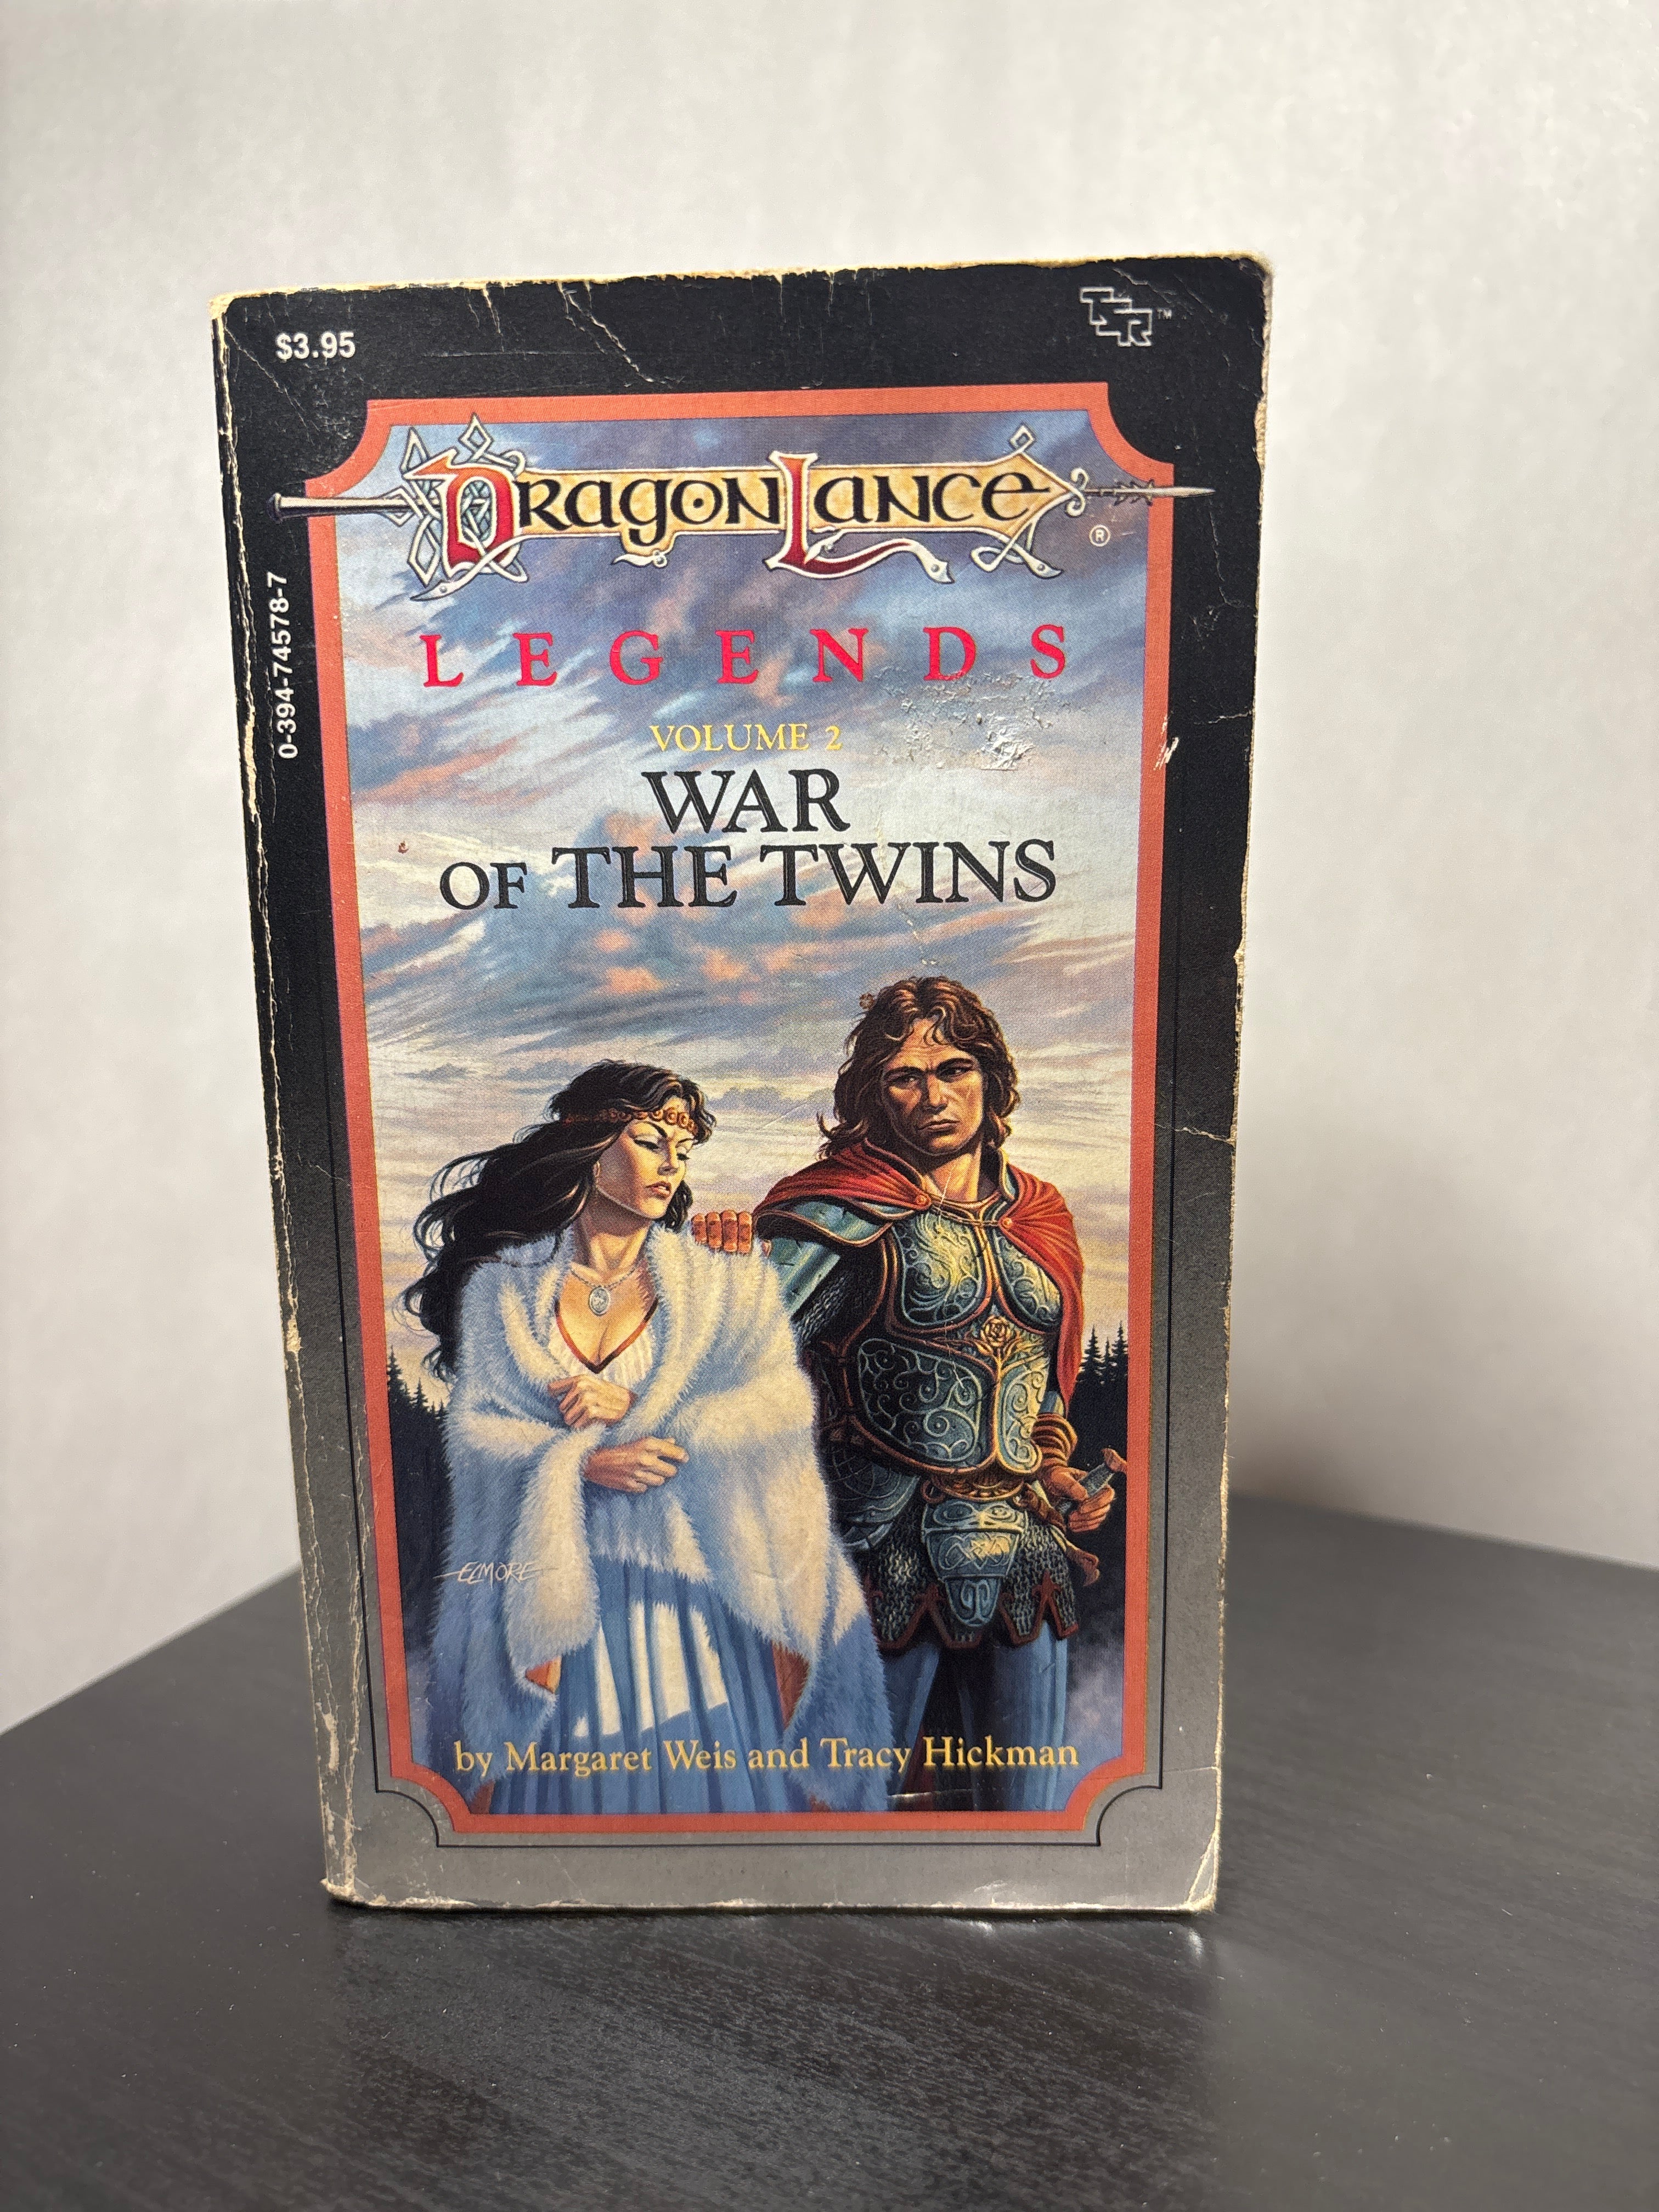 $3.95
TSR™
DRAGONLANCE®
LEGENDS
0-394-74578-7
VOLUME 2
WAR
OF THE TWINS
ELMORE
by Margaret Weis and Tracy Hickman